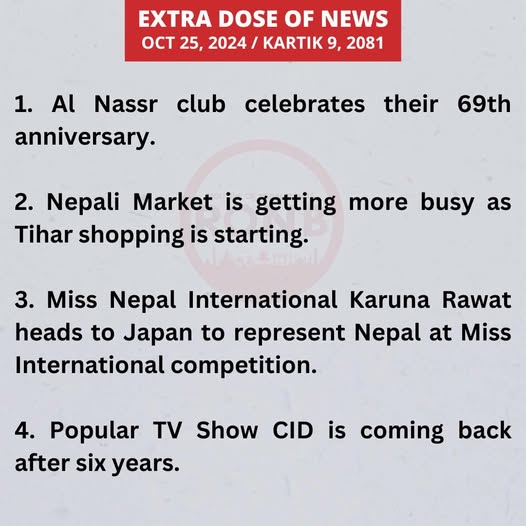 EXTRA DOSE OF NEWS
OCT 25, 2024 / KARTIK 9, 2081
1. Al Nassr club celebrates their 69th
anniversary.
2. Nepali Market is getting more busy as
Tihar shopping is starting.
3. Miss Nepal International Karuna Rawat
heads to Japan to represent Nepal at Miss
International competition.
4. Popular TV Show CID is coming back
after six years.